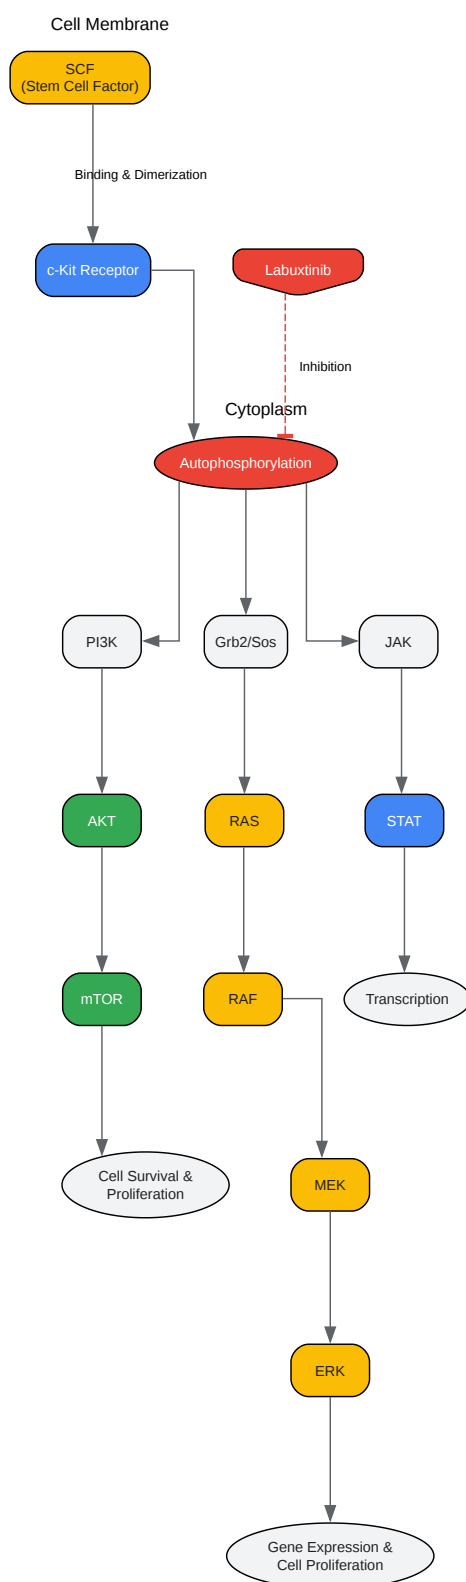 Cell Membrane
SCF
(Stem Cell Factor)
Binding & Dimerization
c-Kit Receptor
Labuxtinib
Inhibition
Cytoplasm
Autophosphorylation
PI3K
Grb2/Sos
JAK
AKT
RAS
STAT
mTOR
RAF
Transcription
Cell Survival &
Proliferation
MEK
ERK
Gene Expression &
Cell Proliferation